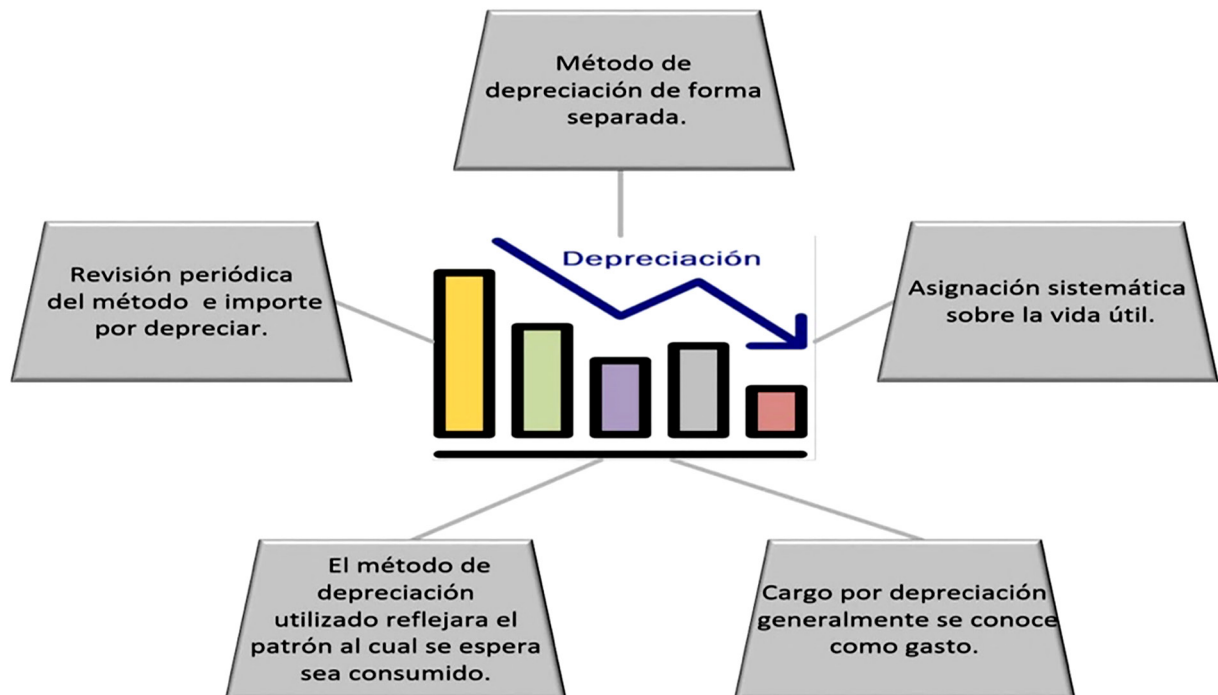 Método de
depreciación de forma
separada.
Depreciación
Revisión periódica
del método e importe
por depreciar.
Asignación sistemática
sobre la vida útil.
El método de
depreciación
utilizado reflejara el
patrón al cual se espera
sea consumido.
Cargo por depreciación
generalmente se conoce
como gasto.